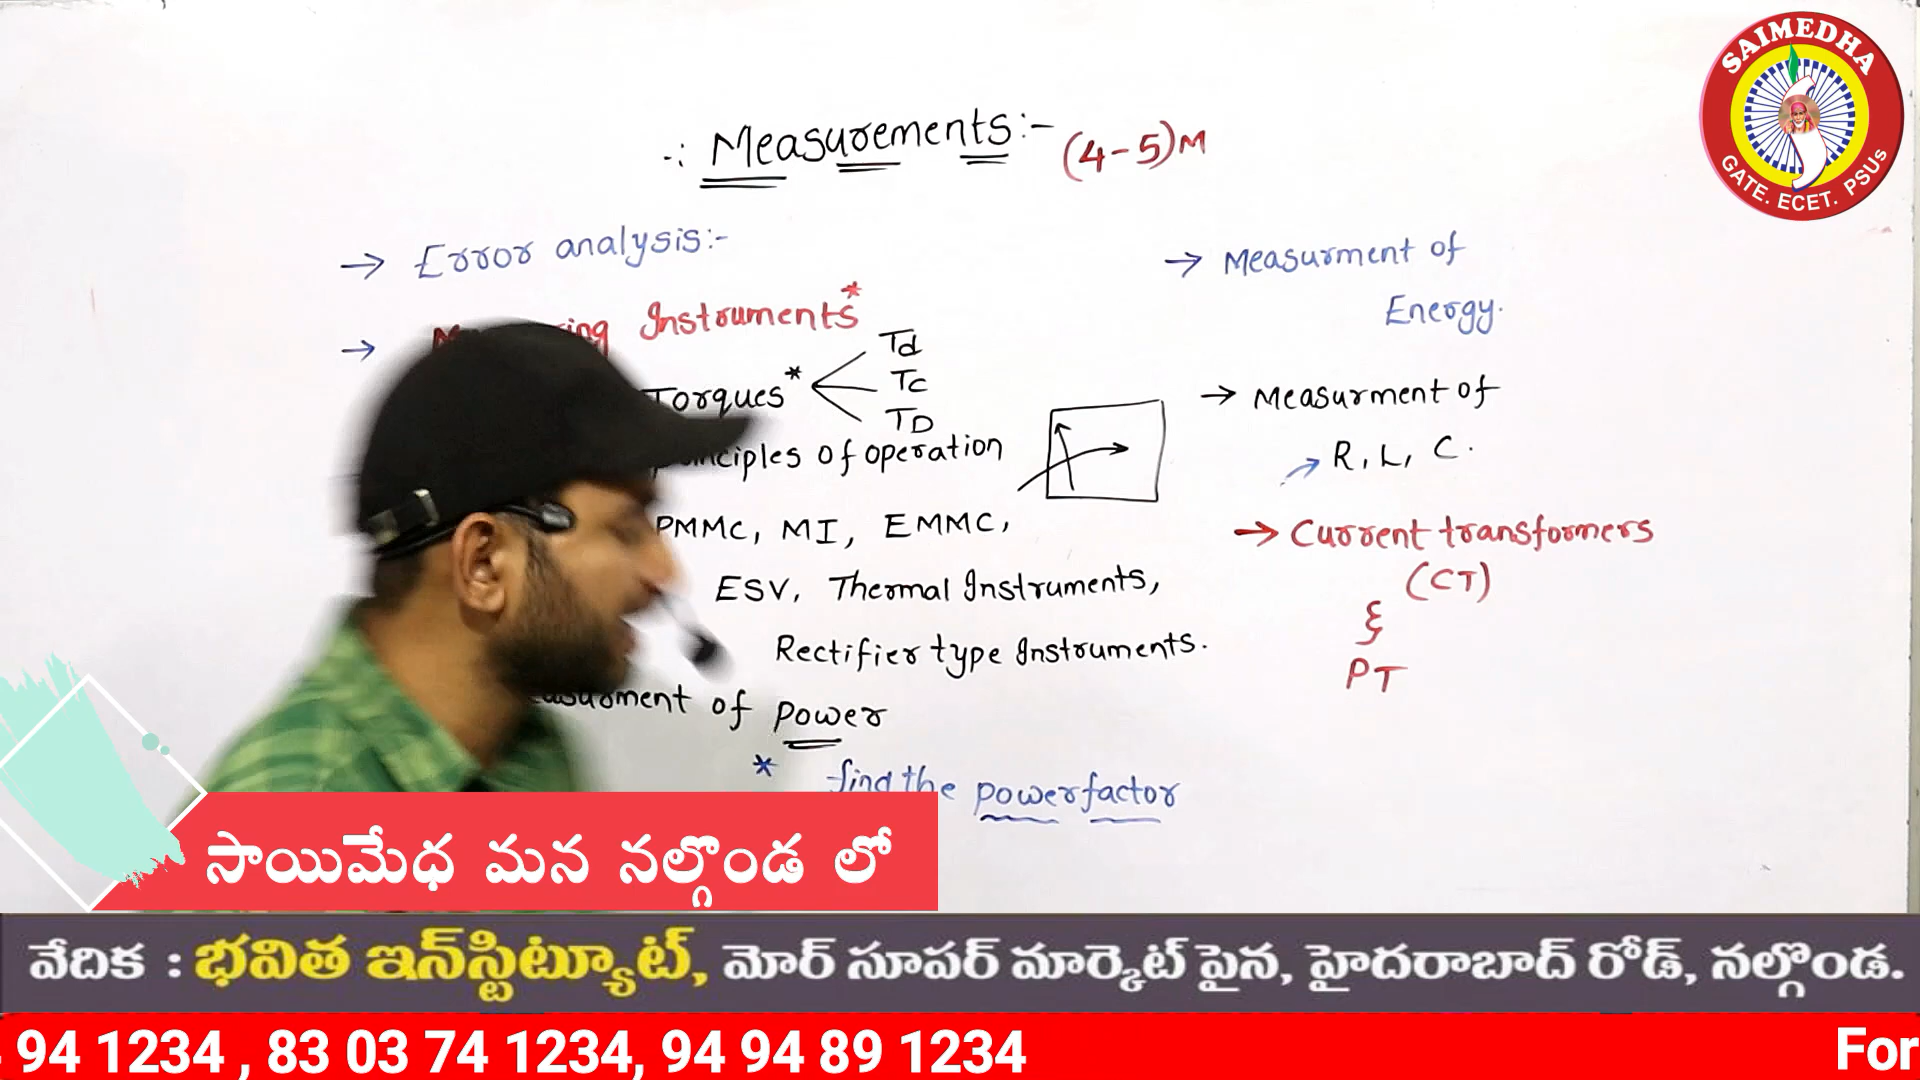 SAIMEDHA
GATE. ECET. PSUs
∴ Measurements:- (4-5)M
→ Error analysis:-
→ Instruments*
Torques*
Td
Tc
TD
of operation
PMMC, MI, EMMC,
ESV, Thermal Instruments,
Rectifier type Instruments.
of power
* find the powerfactor
→ Measurment of
Energy.
→ Measurment of
→ R, L, C.
→ Current transformers
(CT)
&
PT
సాయిమేధ మన నల్గొండ లో
వేదిక : భవిత ఇన్‌స్టిట్యూట్, మోర్ సూపర్ మార్కెట్ పైన, హైదరాబాద్ రోడ్, నల్గొండ.
94 1234 , 83 03 74 1234, 94 94 89 1234
For